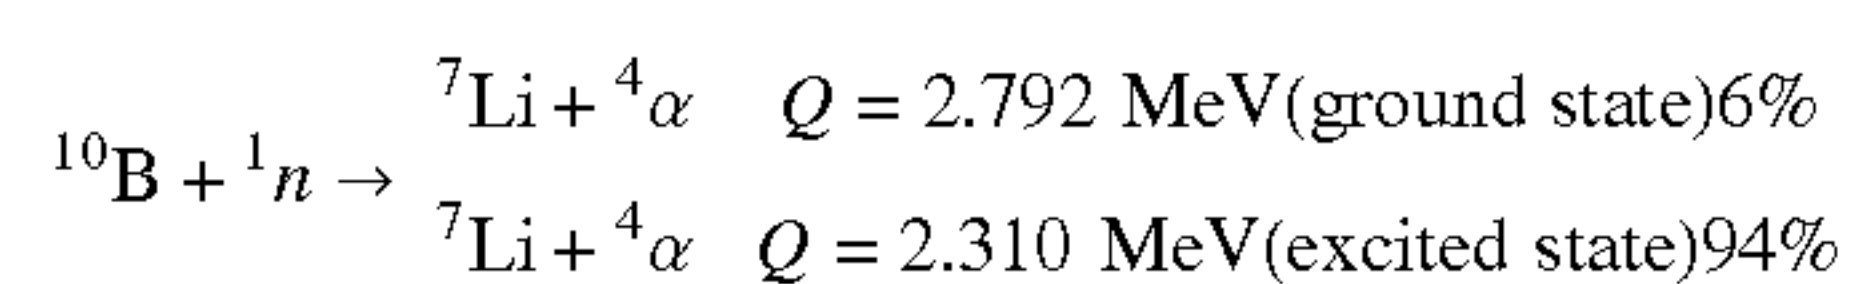 ⁷Li + ⁴α Q = 2.792 MeV(ground state)6%
¹⁰B + ¹n →
⁷Li + ⁴α Q = 2.310 MeV(excited state)94%